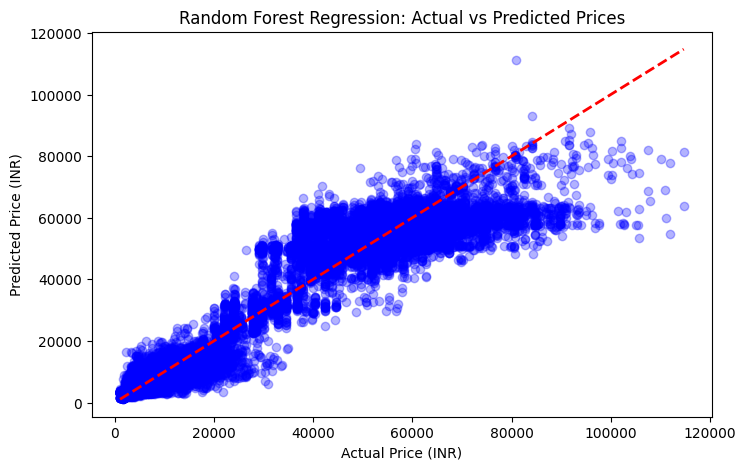 Random Forest Regression: Actual vs Predicted Prices
120000
100000
80000
60000
40000
20000
0
Predicted Price (INR)
0 20000 40000 60000 80000 100000 120000
Actual Price (INR)